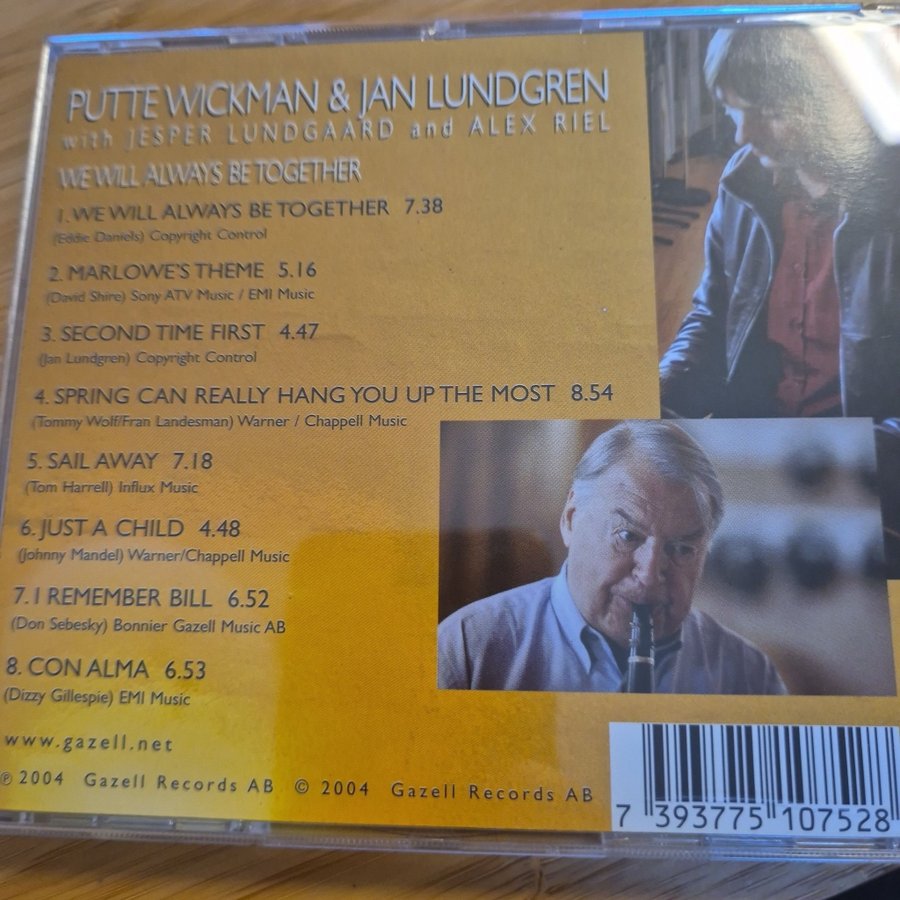 PUTTE WICKMAN & JAN LUNDGREN
with JESPER LUNDGAARD and ALEX RIEL
WE WILL ALWAYS BE TOGETHER
1. WE WILL ALWAYS BE TOGETHER 7.38
(Eddie Daniels) Copyright Control
2. MARLOWE'S THEME 5.16
(David Shire) Sony ATV Music / EMI Music
3. SECOND TIME FIRST 4.47
(Jan Lundgren) Copyright Control
4. SPRING CAN REALLY HANG YOU UP THE MOST 8.54
(Tommy Wolf/Fran Landesman) Warner / Chappell Music
5. SAIL AWAY 7.18
(Tom Harrell) Influx Music
6. JUST A CHILD 4.48
(Johnny Mandel) Warner/Chappell Music
7. I REMEMBER BILL 6.52
(Don Sebesky) Bonnier Gazell Music AB
8. CON ALMA 6.53
(Dizzy Gillespie) EMI Music
www.gazell.net
℗ 2004 Gazell Records AB © 2004 Gazell Records AB
7 393775 107528